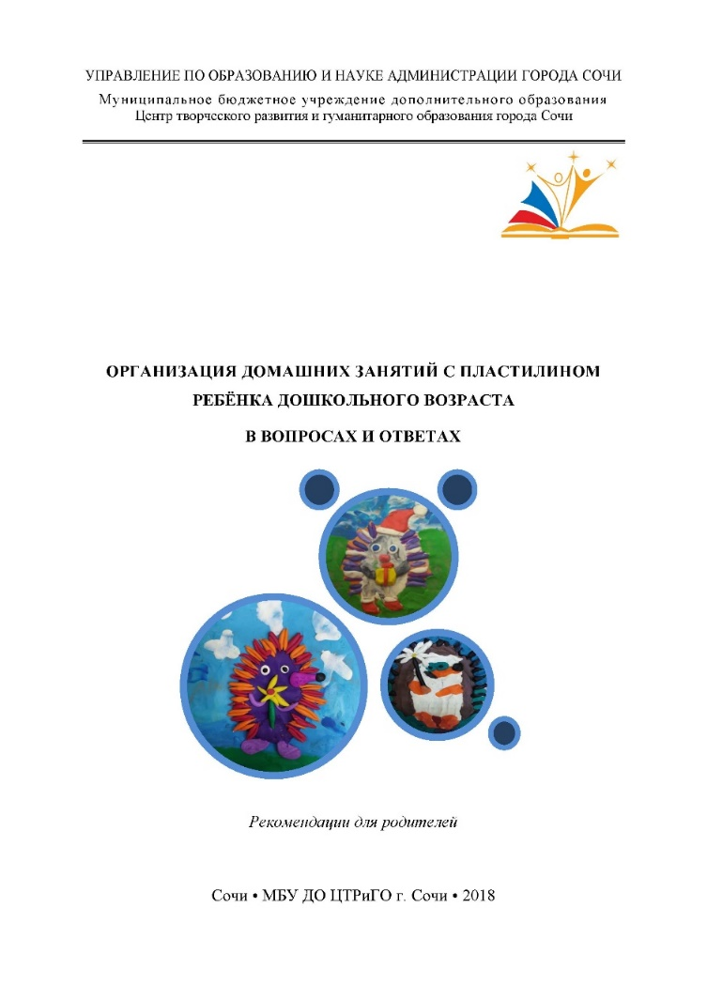 УПРАВЛЕНИЕ ПО ОБРАЗОВАНИЮ И НАУКЕ АДМИНИСТРАЦИИ ГОРОДА СОЧИ
Муниципальное бюджетное учреждение дополнительного образования
Центр творческого развития и гуманитарного образования города Сочи
ОРГАНИЗАЦИЯ ДОМАШНИХ ЗАНЯТИЙ С ПЛАСТИЛИНОМ
РЕБЁНКА ДОШКОЛЬНОГО ВОЗРАСТА
В ВОПРОСАХ И ОТВЕТАХ
Рекомендации для родителей
Сочи • МБУ ДО ЦТРиГО г. Сочи • 2018